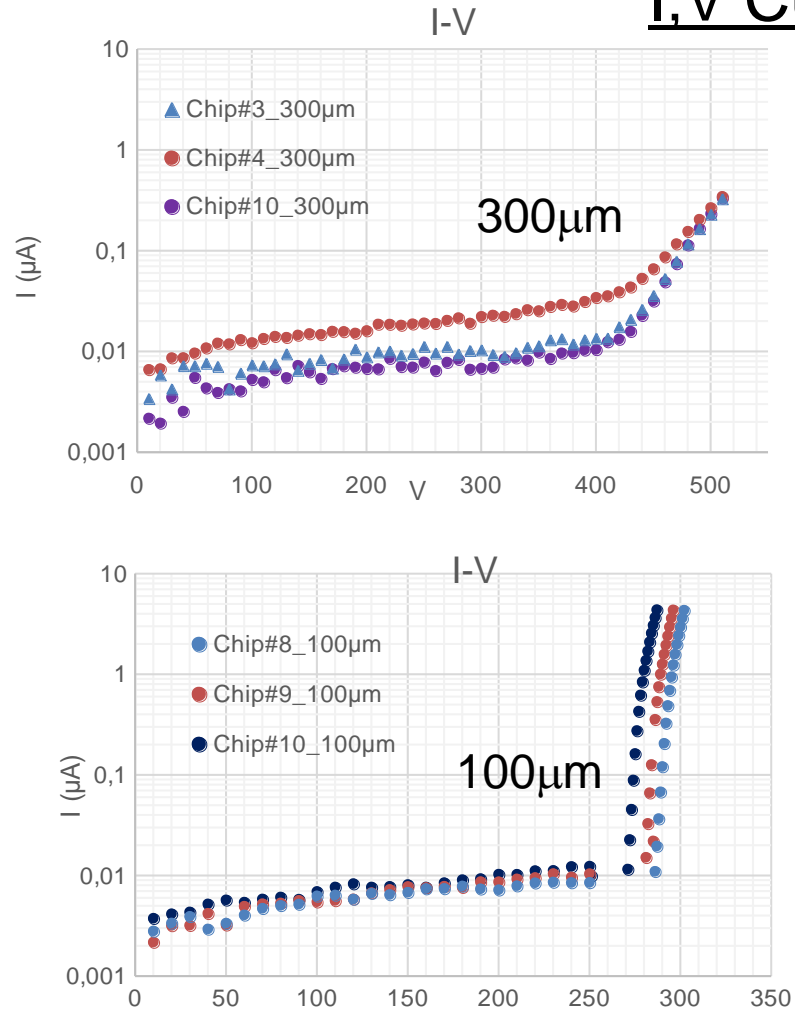 I,V
I-V
10
Chip#3_300µm
1
Chip#4_300µm
Chip#10_300µm
300µm
I (µA)
0,1
0,01
0,001
0 100 200 300 400 500
V
I-V
10
Chip#8_100µm
1
Chip#9_100µm
Chip#10_100µm
100µm
I (µA)
0,1
0,01
0,001
0 50 100 150 200 250 300 350